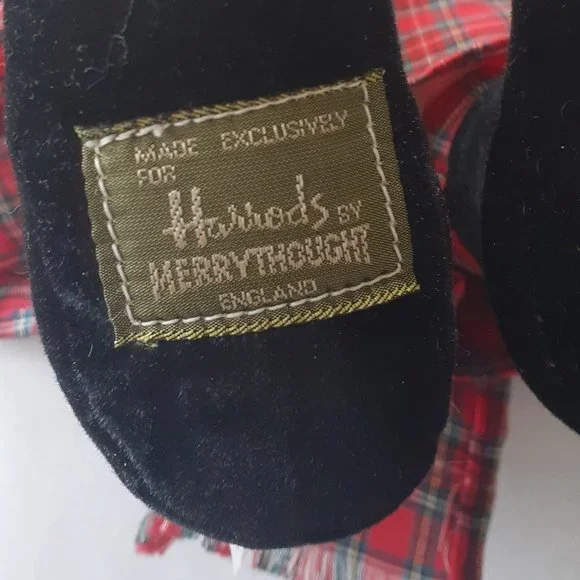 MADE EXCLUSIVELY
FOR
Harrods BY
MERRYTHOUGHT
ENGLAND